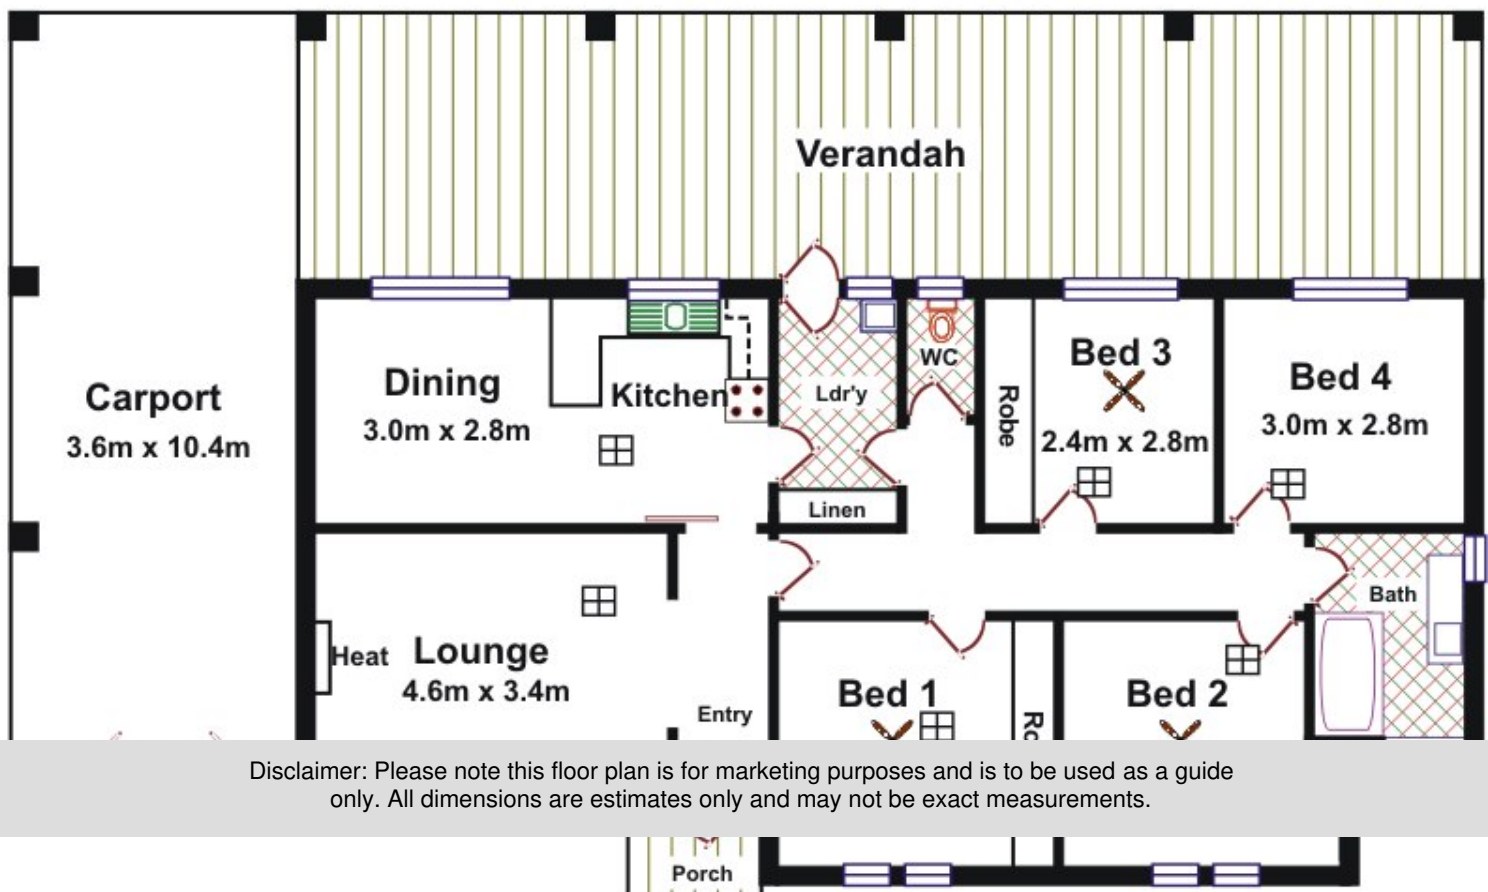 Verandah
Carport
3.6m x 10.4m
Dining
3.0m x 2.8m
Kitchen
Ldr'y
WC
Robe
Bed 3
2.4m x 2.8m
Bed 4
3.0m x 2.8m
Linen
Bath
Heat
Lounge
4.6m x 3.4m
Entry
Bed 1
Bed 2
Disclaimer: Please note this floor plan is for marketing purposes and is to be used as a guide
only. All dimensions are estimates only and may not be exact measurements.
Porch